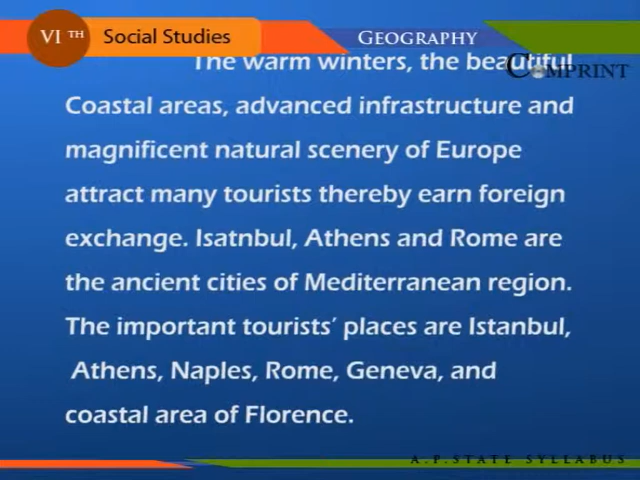 VI TH Social Studies
GEOGRAPHY
COMPRINT
The warm winters, the beautiful
Coastal areas, advanced infrastructure and
magnificent natural scenery of Europe
attract many tourists thereby earn foreign
exchange. Isatnbul, Athens and Rome are
the ancient cities of Mediterranean region.
The important tourists' places are Istanbul,
Athens, Naples, Rome, Geneva, and
coastal area of Florence.
A.P.STATE SYLLABUS